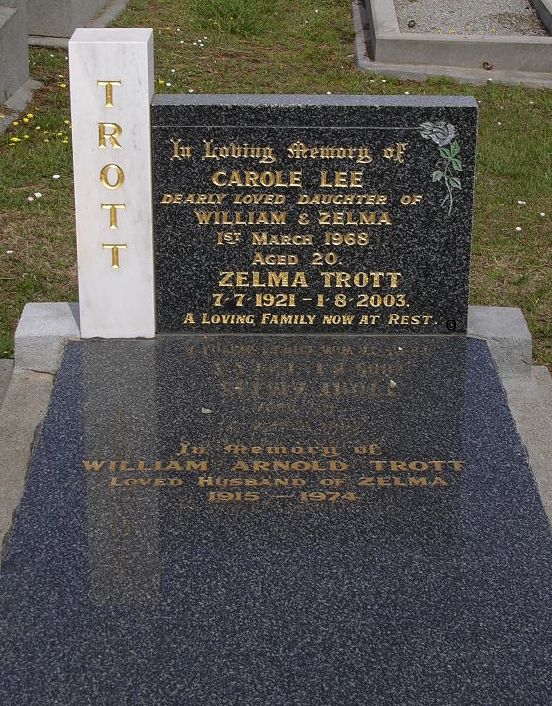 TROTT
In Loving Memory of
CAROLE LEE
DEARLY LOVED DAUGHTER OF
WILLIAM & ZELMA
1ST MARCH 1968
AGED 20.
ZELMA TROTT
7-7-1921 - 1-8-2003.
A LOVING FAMILY NOW AT REST.
In Memory of
WILLIAM ARNOLD TROTT
LOVED HUSBAND OF ZELMA
1915 - 1974